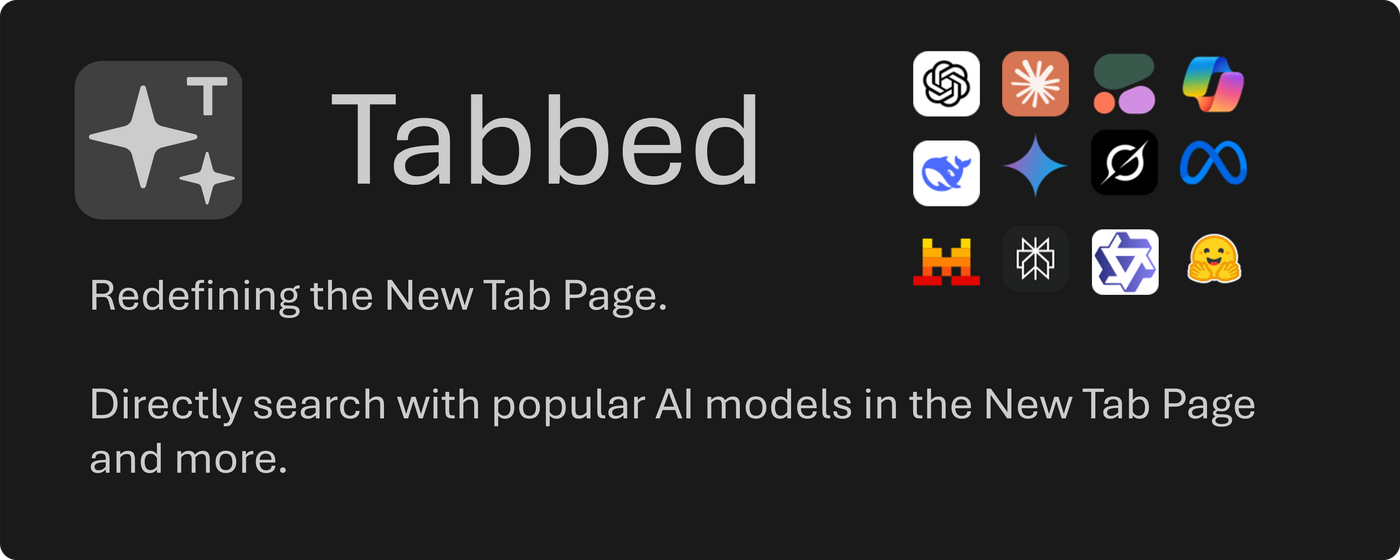 T
Tabbed
Redefining the New Tab Page.
Directly search with popular AI models in the New Tab Page
and more.